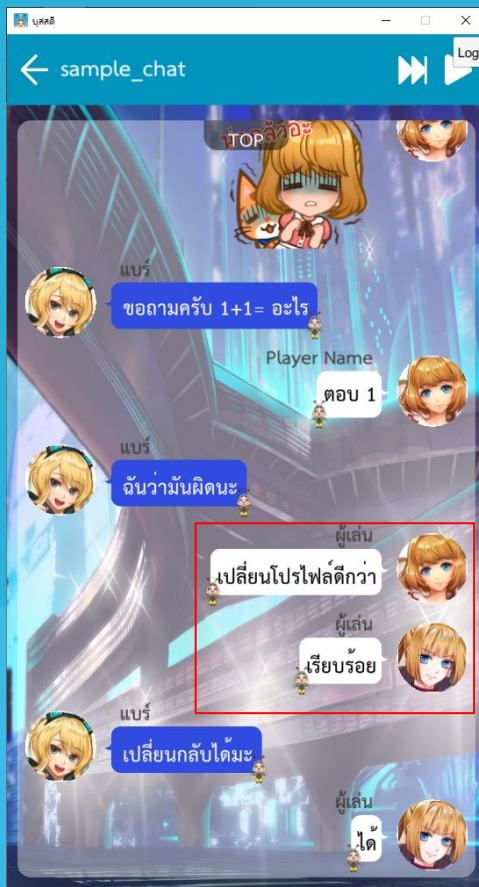 บุสสดี
Log
sample_chat
TOP
แบร์
ขอถามครับ 1+1= อะไร
Player Name
ตอบ 1
แบร์
ฉันว่ามันผิดนะ
ผู้เล่น
เปลี่ยนโปรไฟล์ดีกว่า
ผู้เล่น
เรียบร้อย
แบร์
เปลี่ยนกลับได้มะ
ผู้เล่น
ได้